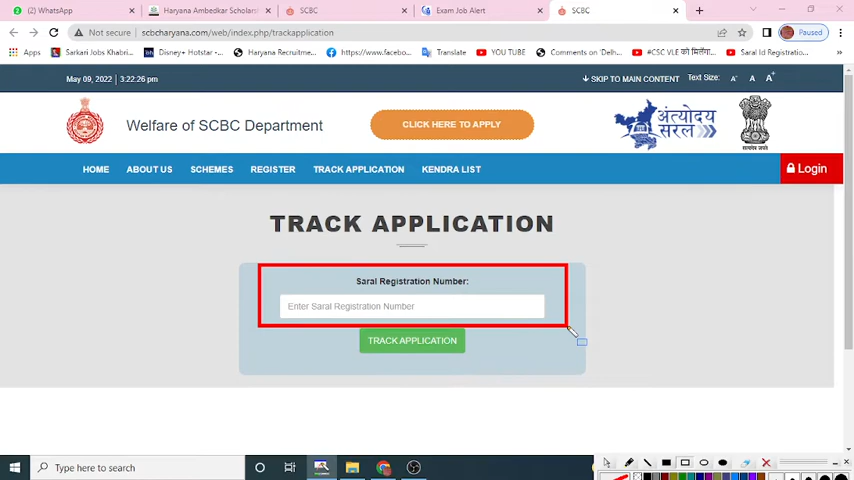 (2) WhatsApp
Haryana Ambedkar Scholars
SCBC
Exam Job Alert
SCBC
Not secure | scbcharyana.com/web/index.php/trackapplication
Paused
Apps
Sarkari Jobs Khabri...
Disney+ Hotstar -...
Haryana Recruitme...
https://www.facebo...
Translate
YOU TUBE
Comments on 'Delh...
#CSC VLE को मिलेंगा...
Saral Id Registratio...
May 09, 2022 | 3:22:26 pm
SKIP TO MAIN CONTENT
Text Size:
A-
A
A+
Welfare of SCBC Department
CLICK HERE TO APPLY
अंत्योदय
सरल
HOME
ABOUT US
SCHEMES
REGISTER
TRACK APPLICATION
KENDRA LIST
Login
TRACK APPLICATION
Saral Registration Number:
Enter Saral Registration Number
TRACK APPLICATION
Type here to search